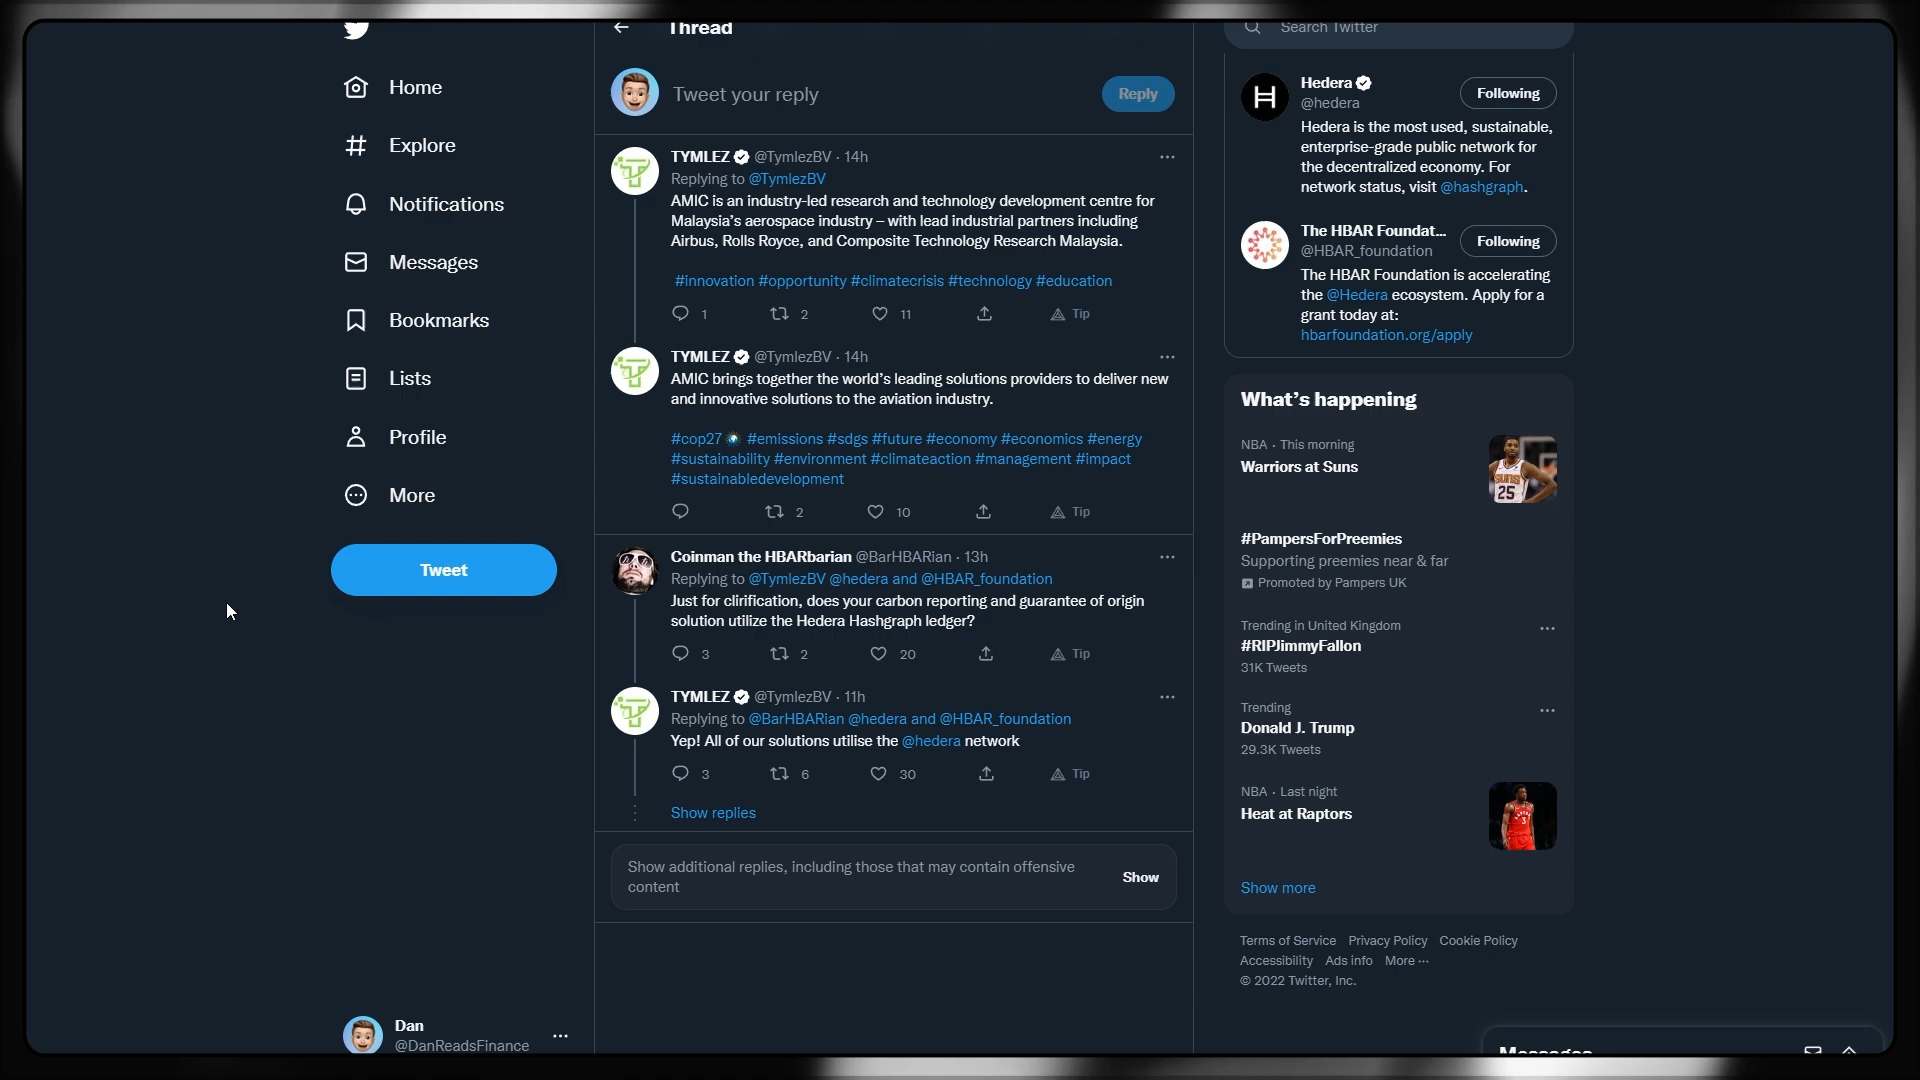 Home
Explore
Notifications
Messages
Bookmarks
Lists
Profile
More
Tweet
Dan
@DanReadsFinance
Thread
Tweet your reply
Reply
TYMLEZ @TymlezBV · 14h
Replying to @TymlezBV
AMIC is an industry-led research and technology development centre for
Malaysia’s aerospace industry – with lead industrial partners including
Airbus, Rolls Royce, and Composite Technology Research Malaysia.
#innovation #opportunity #climatecrisis #technology #education
1 2 11 Tip
TYMLEZ @TymlezBV · 14h
AMIC brings together the world’s leading solutions providers to deliver new
and innovative solutions to the aviation industry.
#cop27 #emissions #sdgs #future #economy #economics #energy
#sustainability #environment #climateaction #management #impact
#sustainabledevelopment
2 10 Tip
Coinman the HBARbarian @BarHBARian · 13h
Replying to @TymlezBV @hedera and @HBAR_foundation
Just for clirification, does your carbon reporting and guarantee of origin
solution utilize the Hedera Hashgraph ledger?
3 2 20 Tip
TYMLEZ @TymlezBV · 11h
Replying to @BarHBARian @hedera and @HBAR_foundation
Yep! All of our solutions utilise the @hedera network
3 6 30 Tip
Show replies
Show additional replies, including those that may contain offensive
content
Show
Search Twitter
Hedera
@hedera
Following
Hedera is the most used, sustainable,
enterprise-grade public network for
the decentralized economy. For
network status, visit @hashgraph.
The HBAR Foundat...
@HBAR_foundation
Following
The HBAR Foundation is accelerating
the @Hedera ecosystem. Apply for a
grant today at:
hbarfoundation.org/apply
What’s happening
NBA · This morning
Warriors at Suns
SUNS
25
#PampersForPreemies
Supporting preemies near & far
Promoted by Pampers UK
Trending in United Kingdom
#RIPJimmyFallon
31K Tweets
Trending
Donald J. Trump
29.3K Tweets
NBA · Last night
Heat at Raptors
3
Show more
Terms of Service Privacy Policy Cookie Policy
Accessibility Ads info More ···
© 2022 Twitter, Inc.
Messages